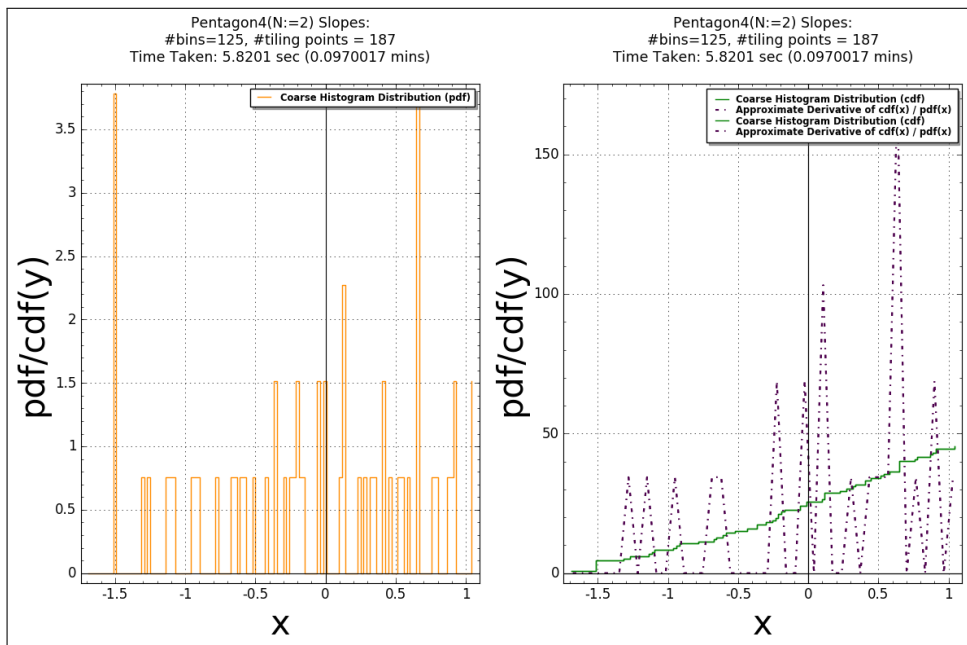 Pentagon4(N:=2) Slopes:
#bins=125, #tiling points = 187
Time Taken: 5.8201 sec (0.0970017 mins)
Coarse Histogram Distribution (pdf)
pdf/cdf(y)
3.5
3
2.5
2
1.5
1
0.5
0
-1.5
-1
-0.5
0
0.5
1
x
Pentagon4(N:=2) Slopes:
#bins=125, #tiling points = 187
Time Taken: 5.8201 sec (0.0970017 mins)
Coarse Histogram Distribution (cdf)
Approximate Derivative of cdf(x) / pdf(x)
Coarse Histogram Distribution (cdf)
Approximate Derivative of cdf(x) / pdf(x)
pdf/cdf(y)
150
100
50
0
-1.5
-1
-0.5
0
0.5
1
x